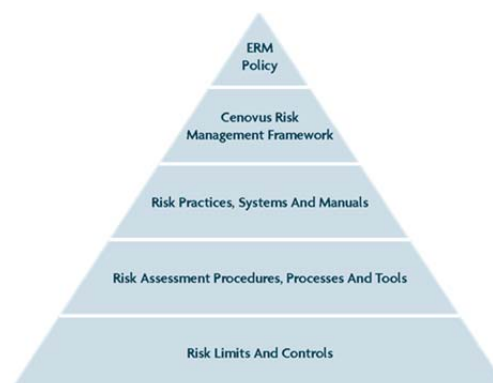 ERM
Policy
Cenovus Risk
Management Framework
Risk Practices, Systems And Manuals
Risk Assessment Procedures, Processes And Tools
Risk Limits And Controls